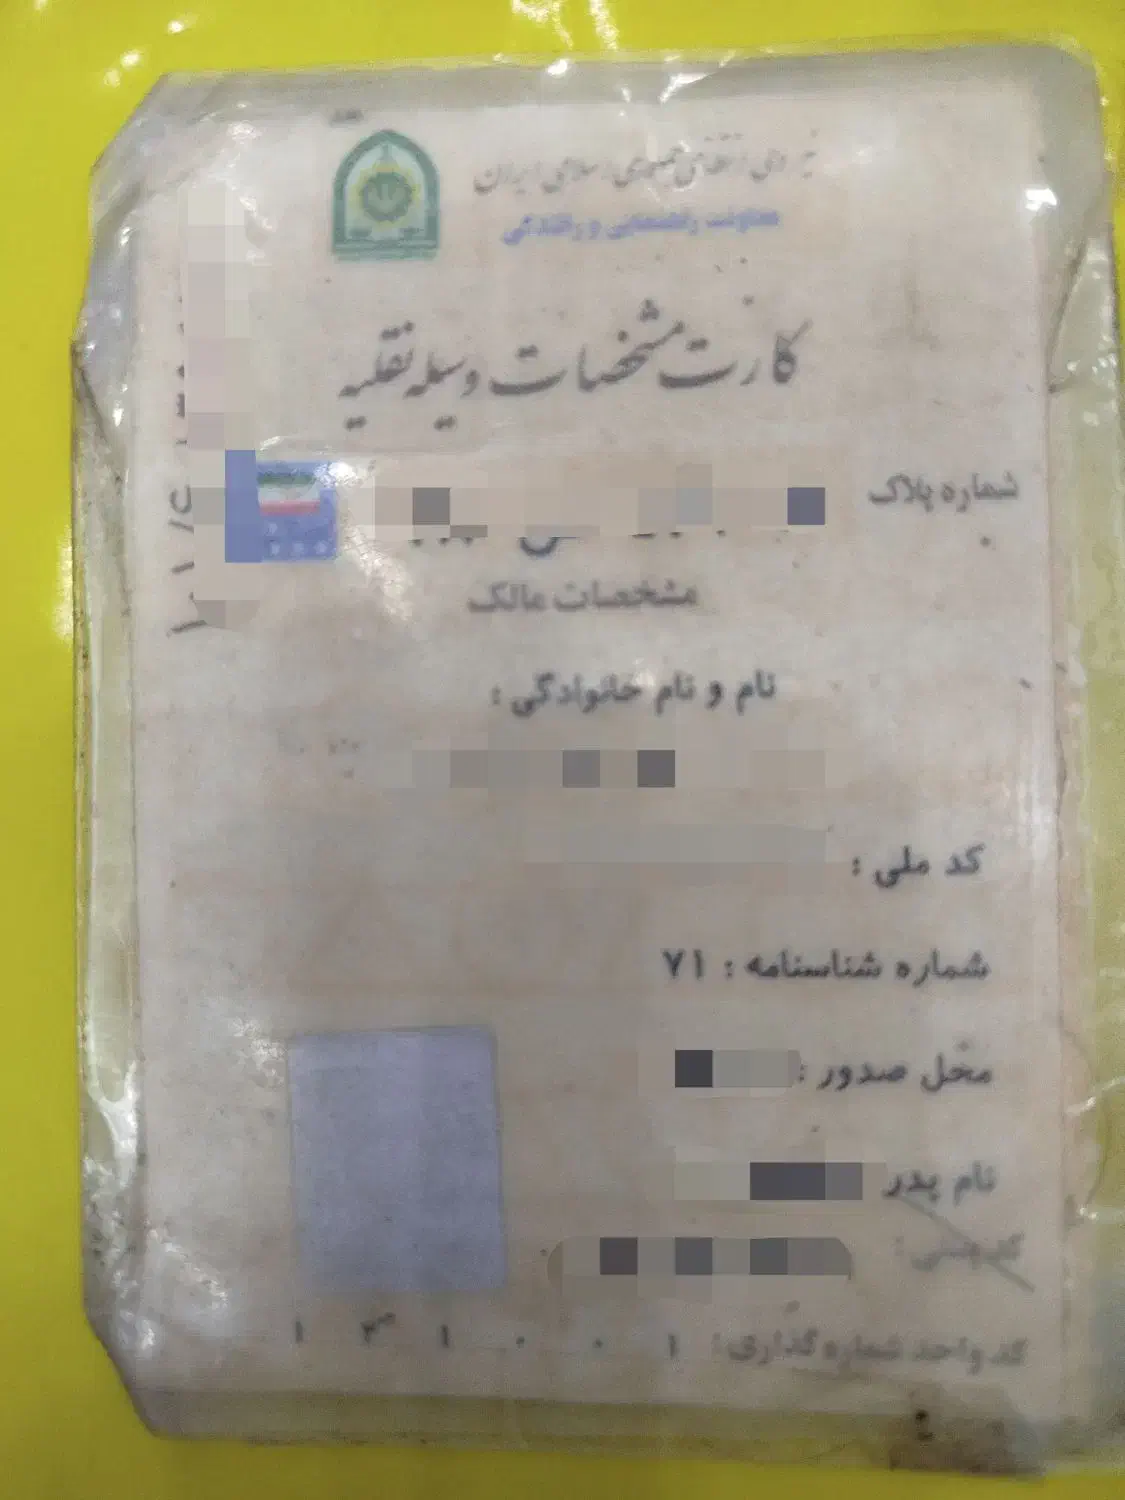 نیروی انتظامی جمهوری اسلامی ایران
معاونت راهنمایی و رانندگی
کارت مشخصات وسیله نقلیه
شماره پلاک
مشخصات مالک
نام و نام خانوادگی :
کد ملی :
شماره شناسنامه : ۷۱
محل صدور :
نام پدر
کد واحد شماره گذاری : ۱ ۰ ۰ ۱ ۳ ۱